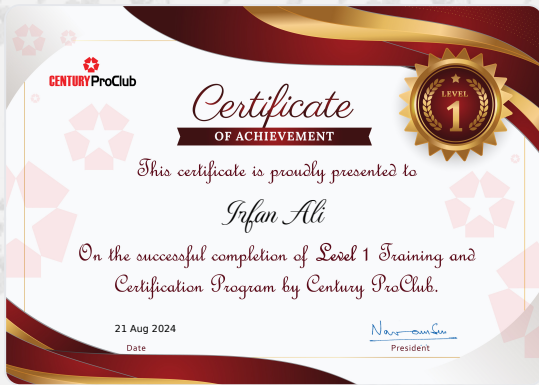 CENTURY ProClub
Certificate
OF ACHIEVEMENT
LEVEL
1
This certificate is proudly presented to
Irfan Ali
On the successful completion of Level 1 Training and
Certification Program by Century ProClub.
21 Aug 2024
Date
President